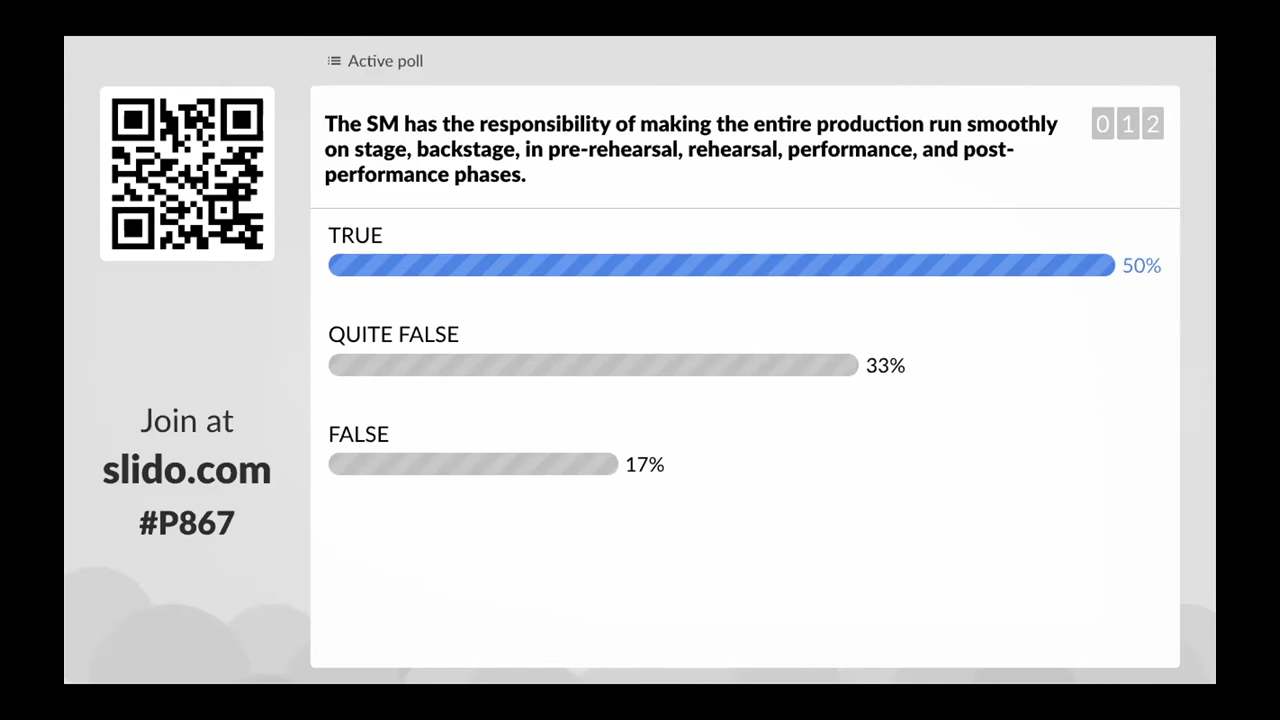 Active poll
The SM has the responsibility of making the entire production run smoothly
on stage, backstage, in pre-rehearsal, rehearsal, performance, and post-
performance phases.
012
TRUE
50%
QUITE FALSE
33%
FALSE
17%
Join at
slido.com
#P867